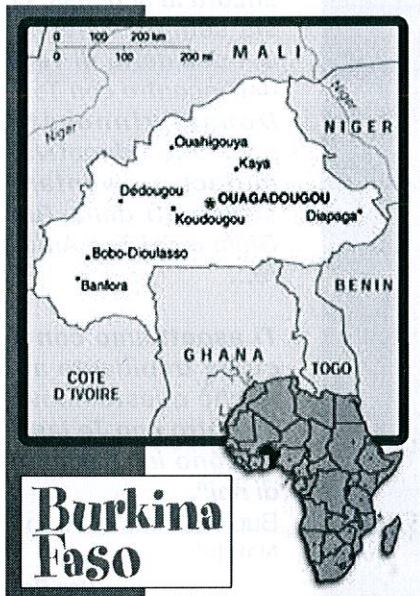 0 100 200 km
0 100 200 mi
MALI
Niger
Niger
NIGER
Ouahigouya
Kaya
Dédougou
OUAGADOUGOU
Koudougou
Diapaga
Bobo-Dioulasso
BENIN
Banfora
GHANA
TOGO
COTE
D'IVOIRE
Burkina
Faso